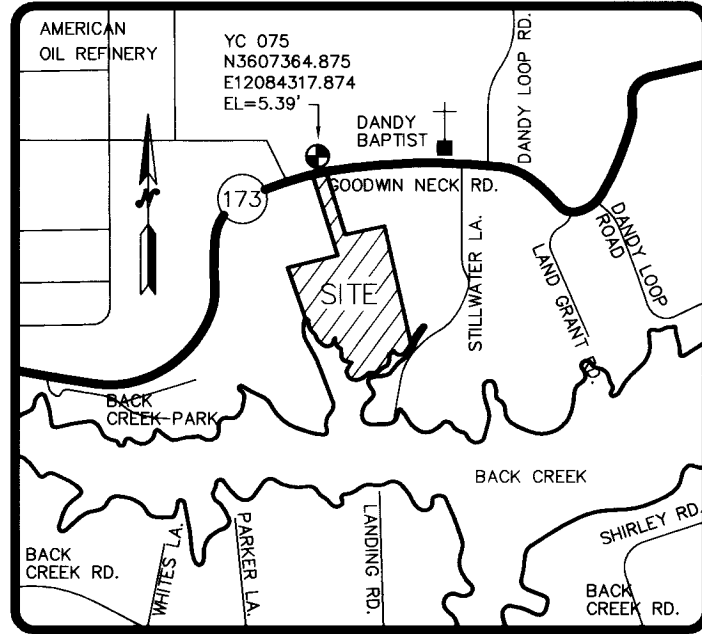 AMERICAN
OIL REFINERY
YC 075
N3607364.875
E12084317.874
EL=5.39'
DANDY
BAPTIST
DANDY LOOP RD.
N
173
GOODWIN NECK RD.
SITE
STILLWATER LA.
LAND GRANT RD.
DANDY LOOP
ROAD
BACK
CREEK PARK
BACK CREEK
BACK
CREEK RD.
WHITES LA.
PARKER LA.
LANDING RD.
SHIRLEY RD.
BACK
CREEK RD.